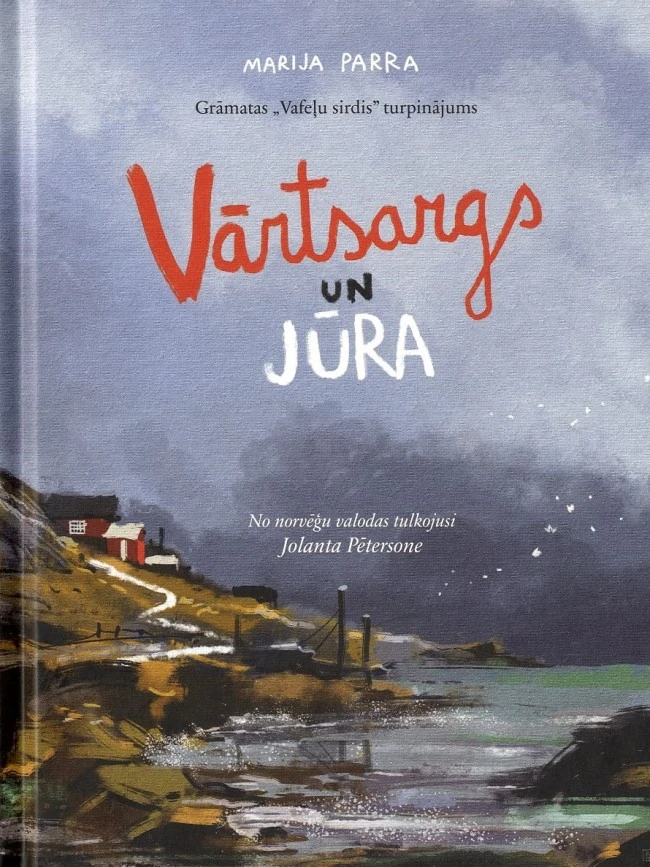 MARIJA PARRA
Grāmatas „Vafeļu sirdis” turpinājums
Vārtsargs
UN
JŪRA
No norvēģu valodas tulkojusi
Jolanta Pētersone